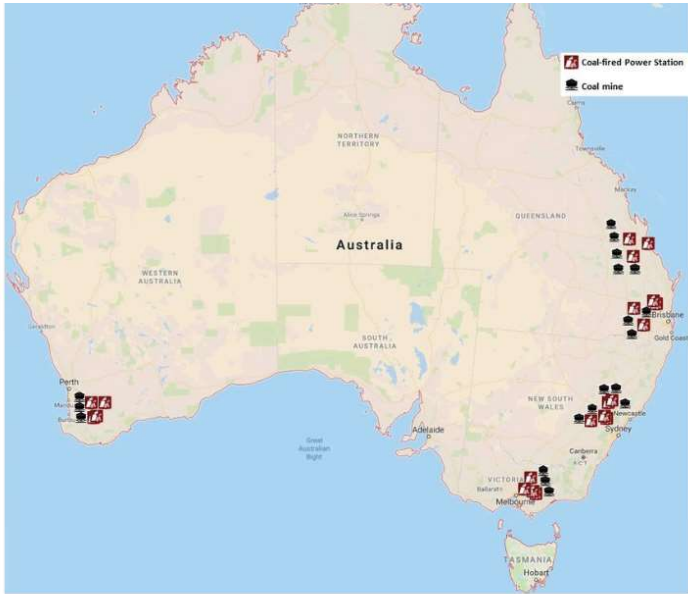 Coal-fired Power Station
Coal mine
Cairns
Townsville
Mackay
NORTHERN
TERRITORY
QUEENSLAND
Alice Springs
Australia
WESTERN
AUSTRALIA
Brisbane
Gold Coast
Geraldton
SOUTH
AUSTRALIA
Perth
NEW SOUTH
WALES
Newcastle
Sydney
Adelaide
Great
Australian
Bight
Canberra
ACT
VICTORIA
Ballarat
Melbourne
TASMANIA
Hobart